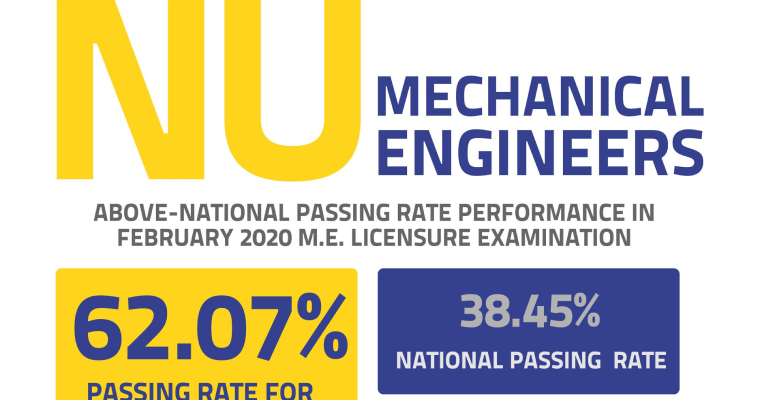 NU
MECHANICAL
ENGINEERS
ABOVE-NATIONAL PASSING RATE PERFORMANCE IN
FEBRUARY 2020 M.E. LICENSURE EXAMINATION
62.07%
PASSING RATE FOR
38.45%
NATIONAL PASSING RATE